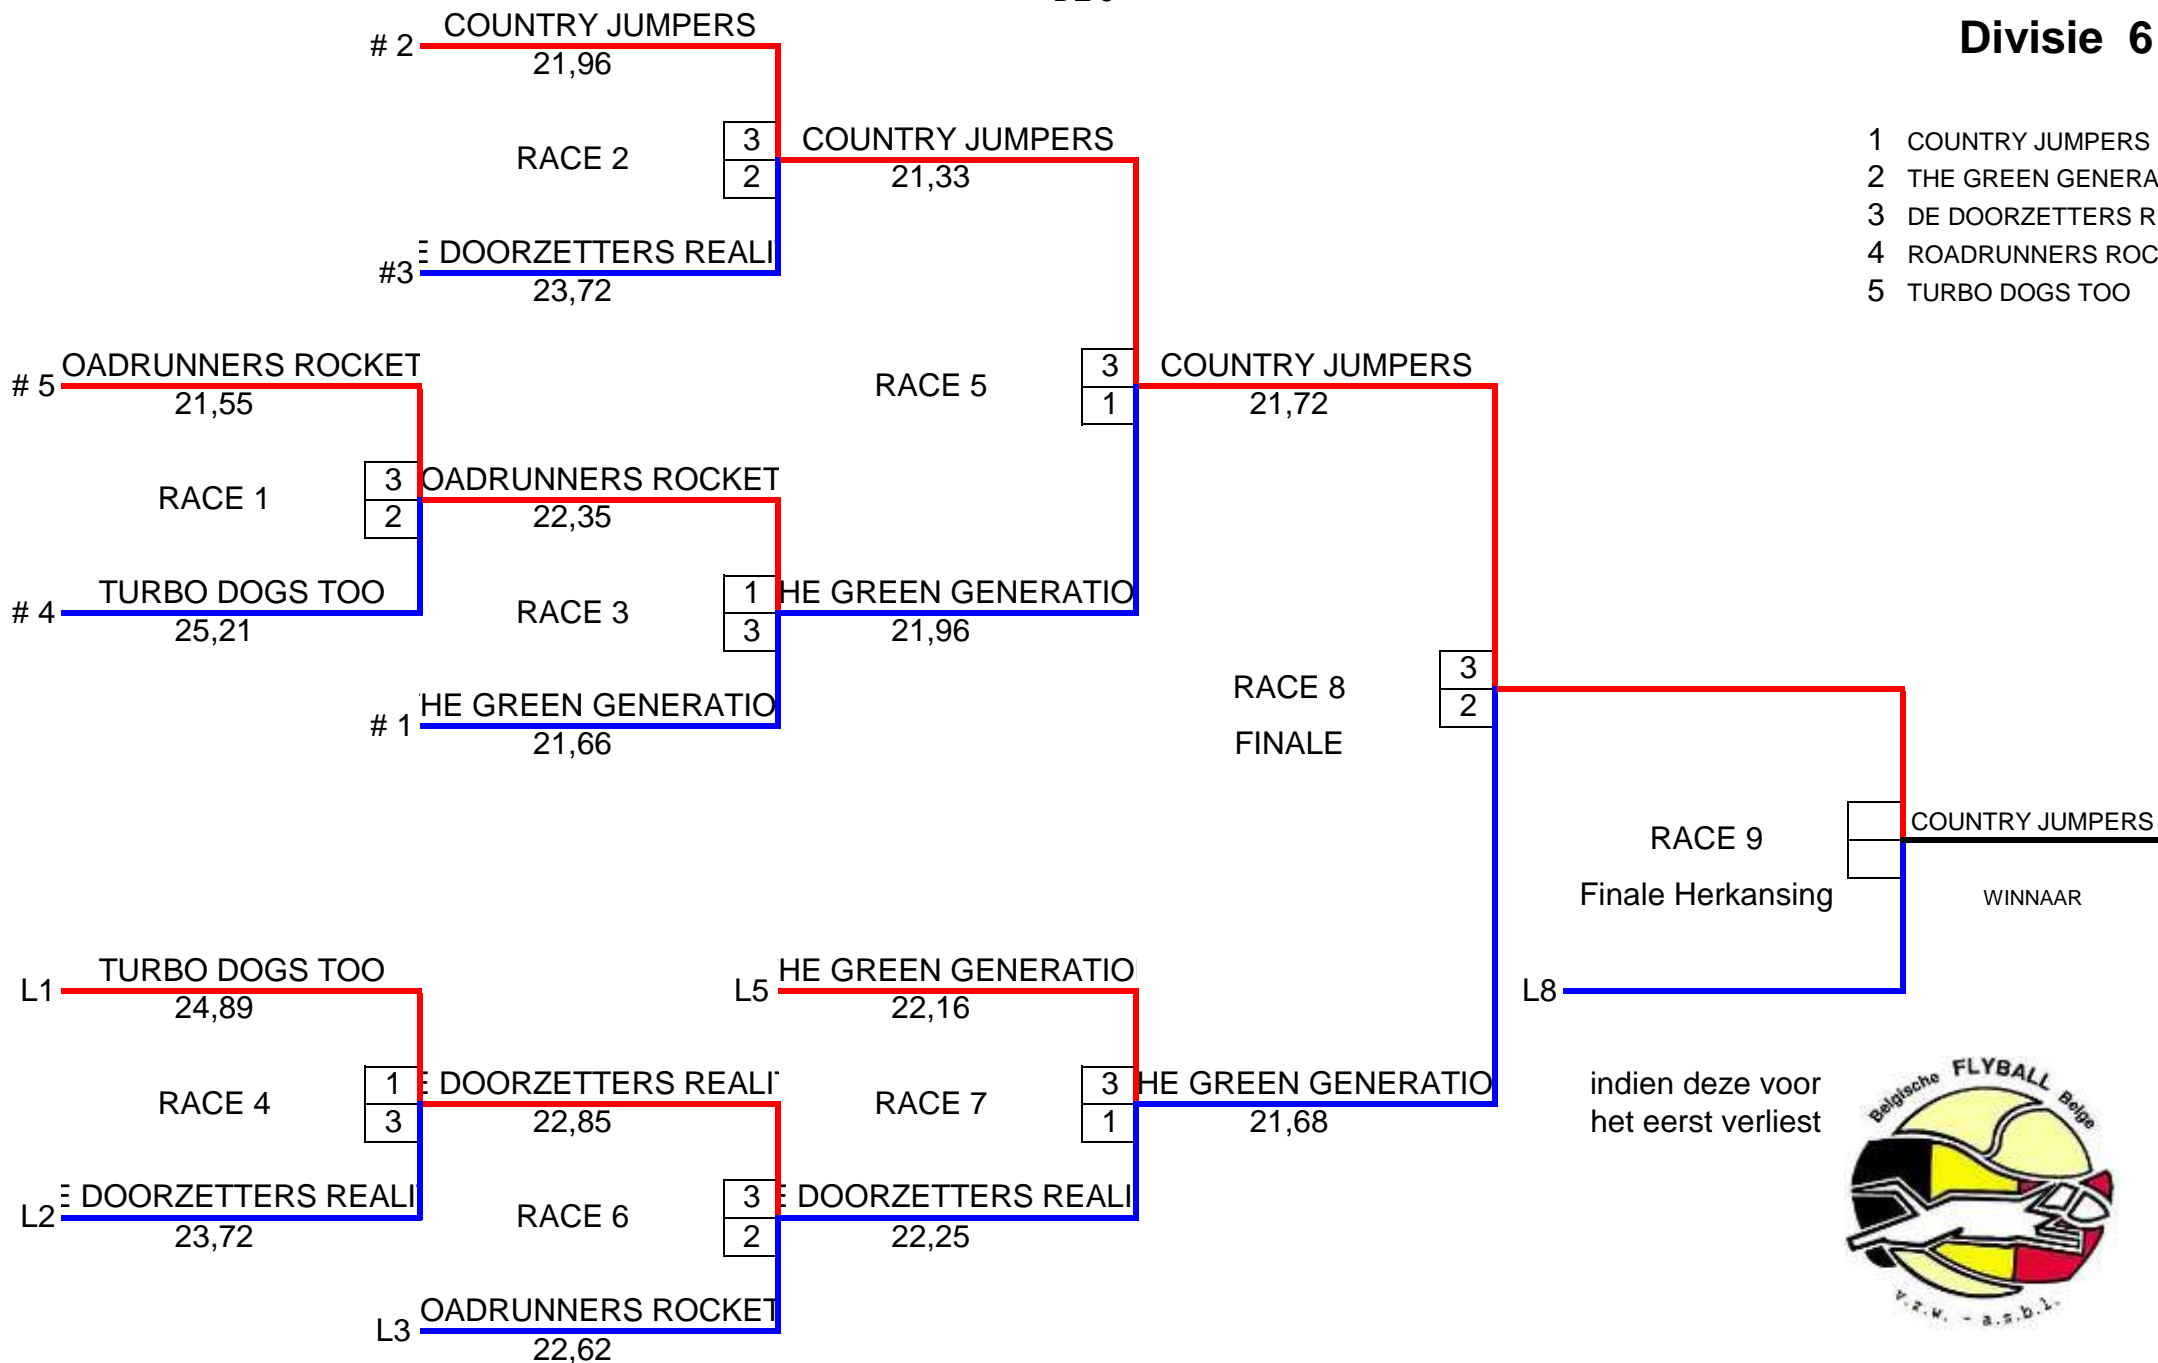 COUNTRY JUMPERS
# 2
21,96
Divisie 6
RACE 2
3
2
COUNTRY JUMPERS
21,33
1 COUNTRY JUMPERS
2 THE GREEN GENERA
3 DE DOORZETTERS R
4 ROADRUNNERS ROC
5 TURBO DOGS TOO
E DOORZETTERS REALI
#3
23,72
OADRUNNERS ROCKET
# 5
21,55
RACE 5
3
1
COUNTRY JUMPERS
21,72
RACE 1
3
2
OADRUNNERS ROCKET
22,35
TURBO DOGS TOO
# 4
25,21
RACE 3
1
3
HE GREEN GENERATIO
21,96
HE GREEN GENERATIO
# 1
21,66
RACE 8
FINALE
3
2
RACE 9
Finale Herkansing
COUNTRY JUMPERS
WINNAAR
TURBO DOGS TOO
L1
24,89
HE GREEN GENERATIO
L5
22,16
L8
RACE 4
1
3
E DOORZETTERS REALI
22,85
RACE 7
3
1
HE GREEN GENERATIO
21,68
indien deze voor
het eerst verliest
E DOORZETTERS REALI
L2
23,72
RACE 6
3
2
E DOORZETTERS REALI
22,25
OADRUNNERS ROCKET
L3
22,62
Belgische FLYBALL Belge
v.z.w. - a.s.b.l.